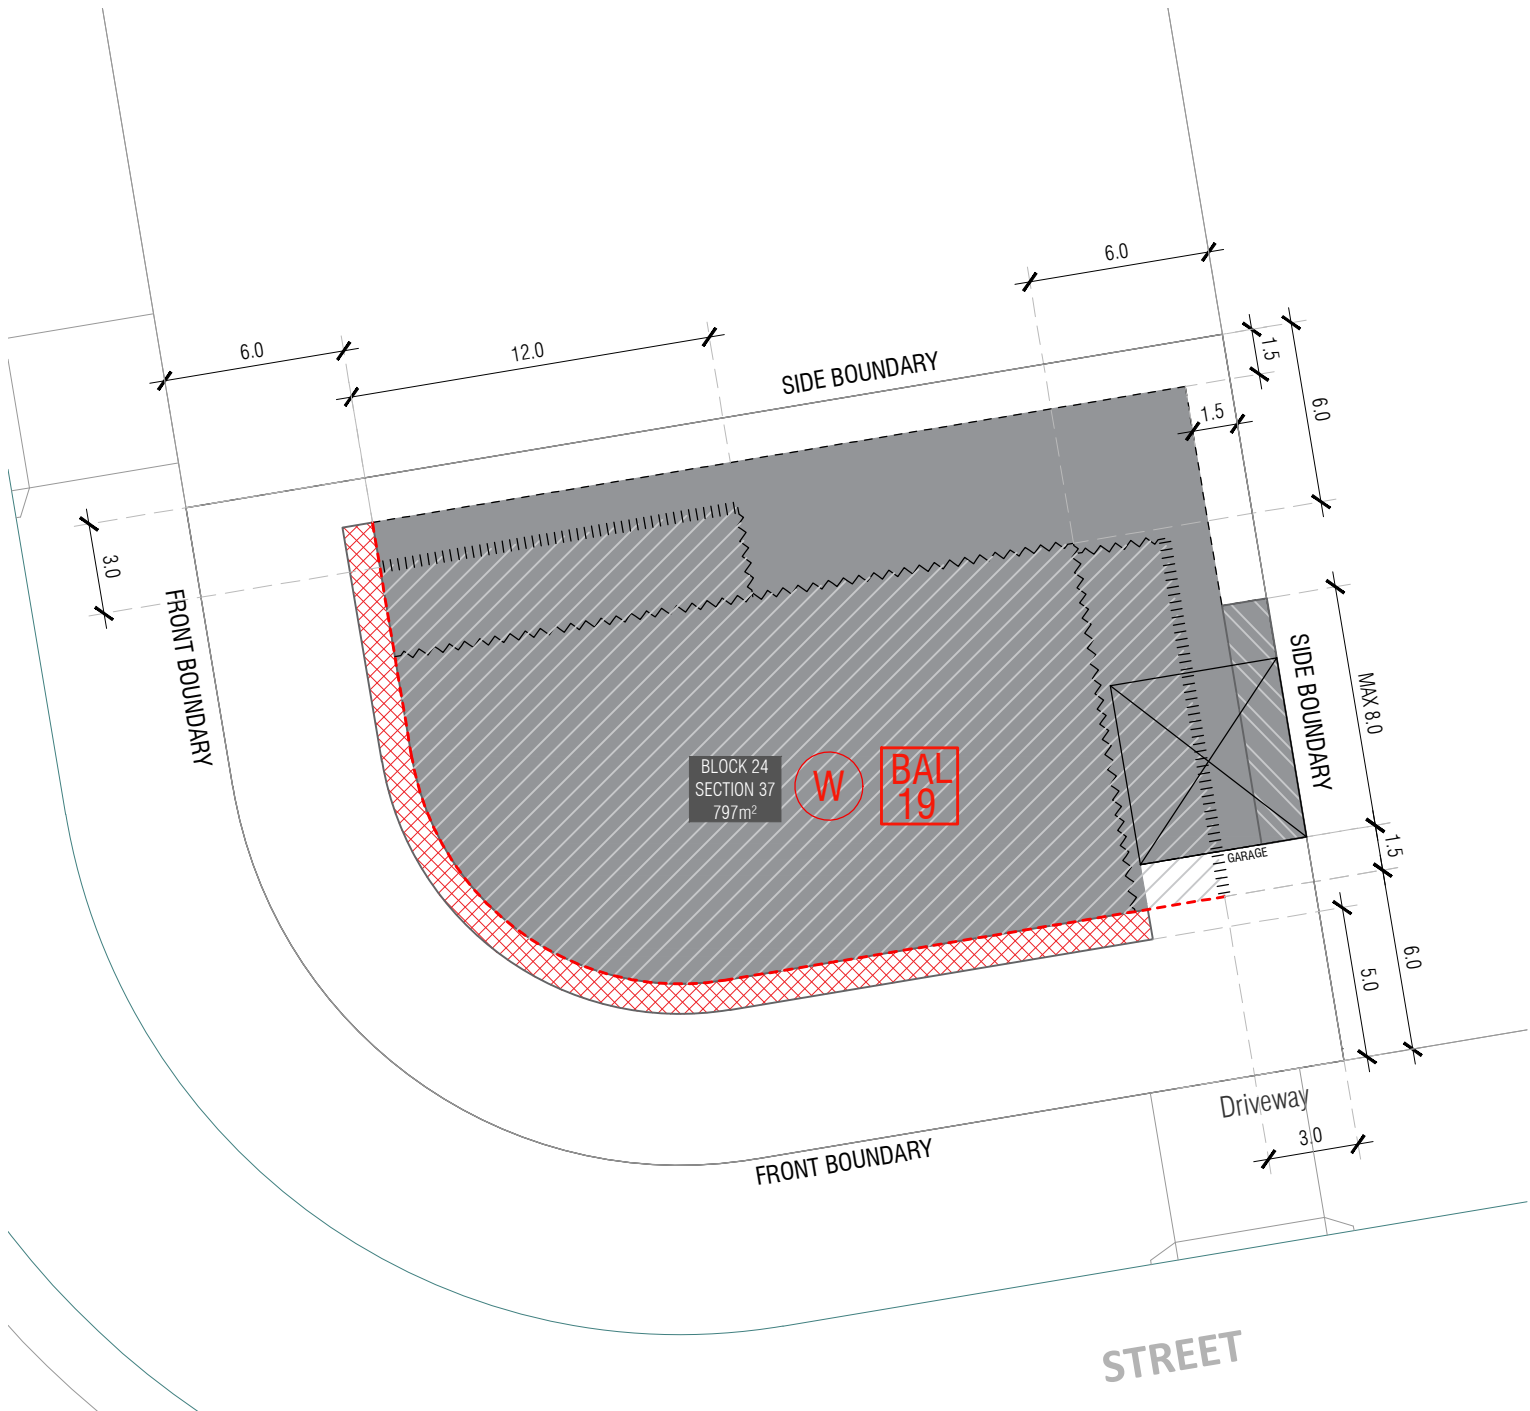 6.0
6.0
12.0
SIDE BOUNDARY
1.5
6.0
1.5
3.0
FRONT BOUNDARY
SIDE BOUNDARY
MAX 8.0
BLOCK 24
SECTION 37
797m²
W
BAL
19
GARAGE
1.5
6.0
5.0
Driveway
3.0
FRONT BOUNDARY
STREET